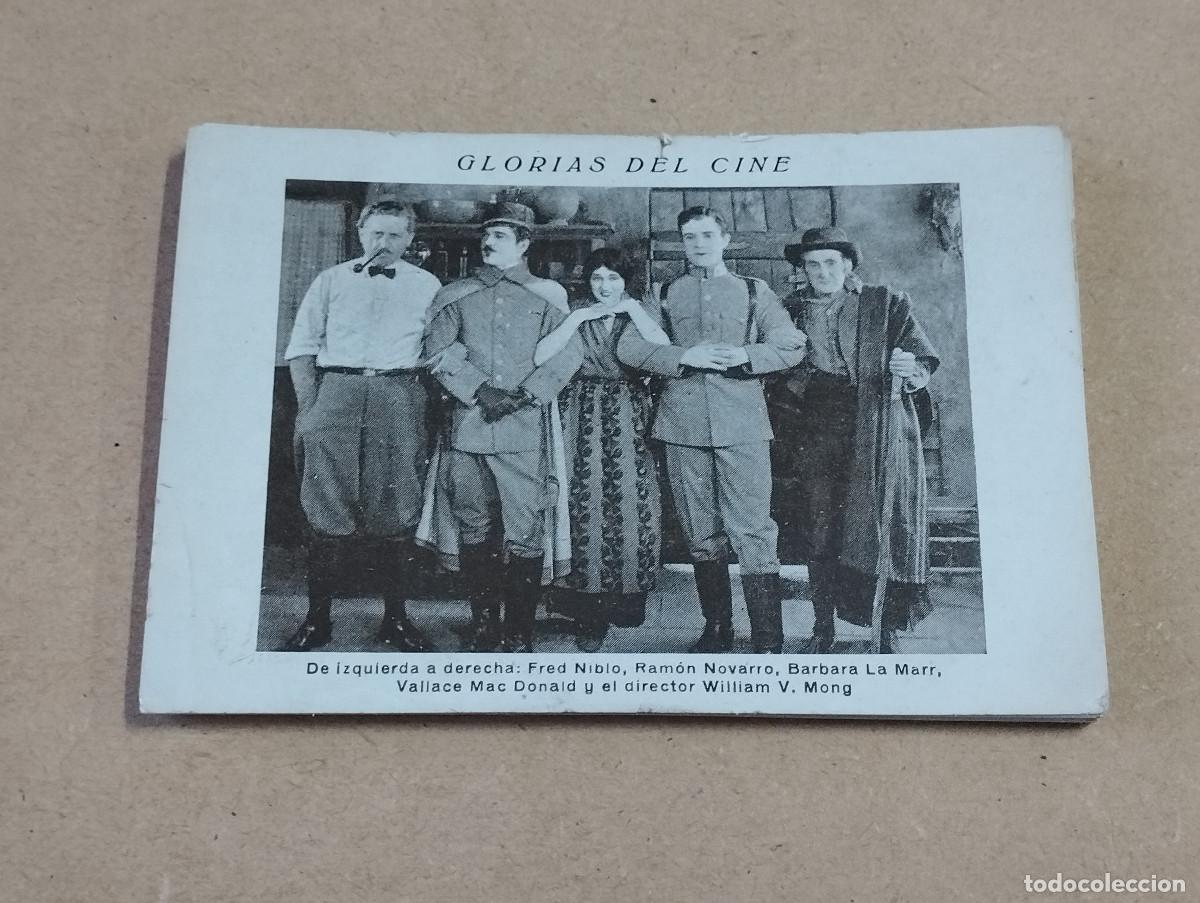 GLORIAS DEL CINE
De izquierda a derecha: Fred Niblo, Ramón Novarro, Barbara La Marr,
Vallace Mac Donald y el director William V. Mong
todocoleccion